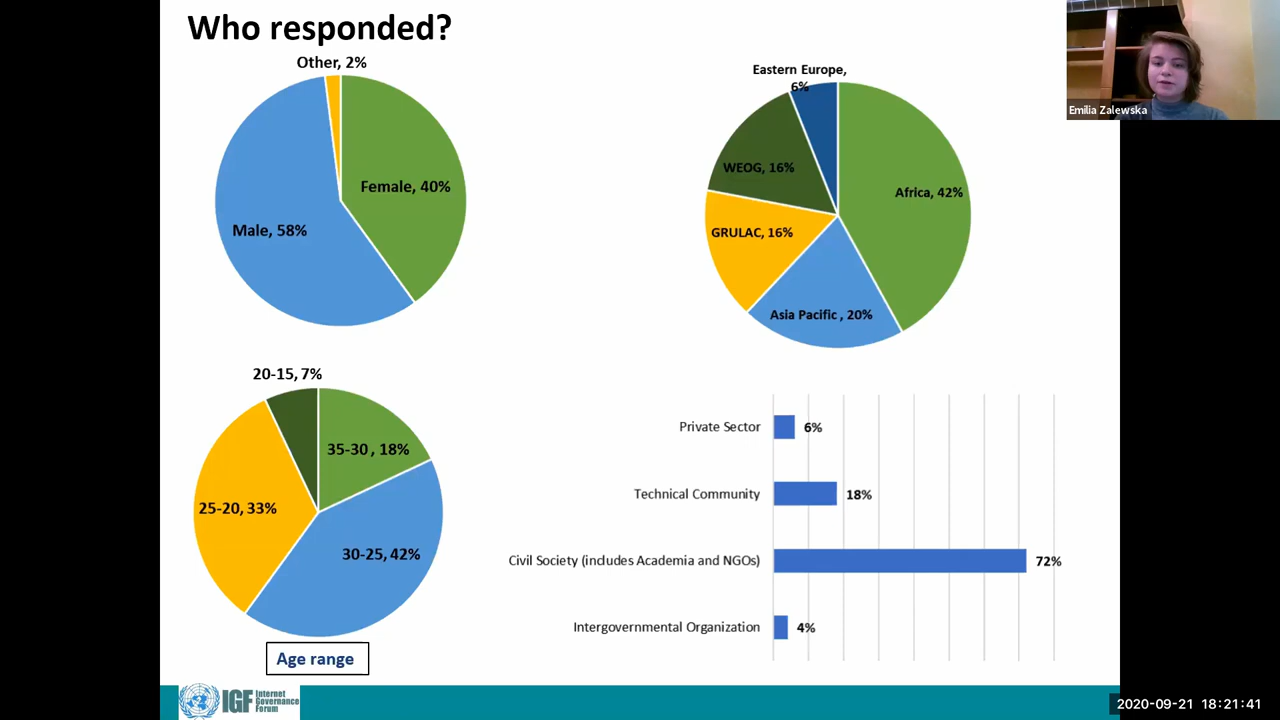 Who responded?
Other, 2%
Female, 40%
Male, 58%
Eastern Europe,
6%
WEOG, 16%
Africa, 42%
GRULAC, 16%
Asia Pacific , 20%
20-15, 7%
35-30 , 18%
25-20, 33%
30-25, 42%
Age range
Private Sector
6%
Technical Community
18%
Civil Society (includes Academia and NGOs)
72%
Intergovernmental Organization
4%
IGF
Internet
Governance
Forum
Emilia Zalewska
2020-09-21 18:21:41